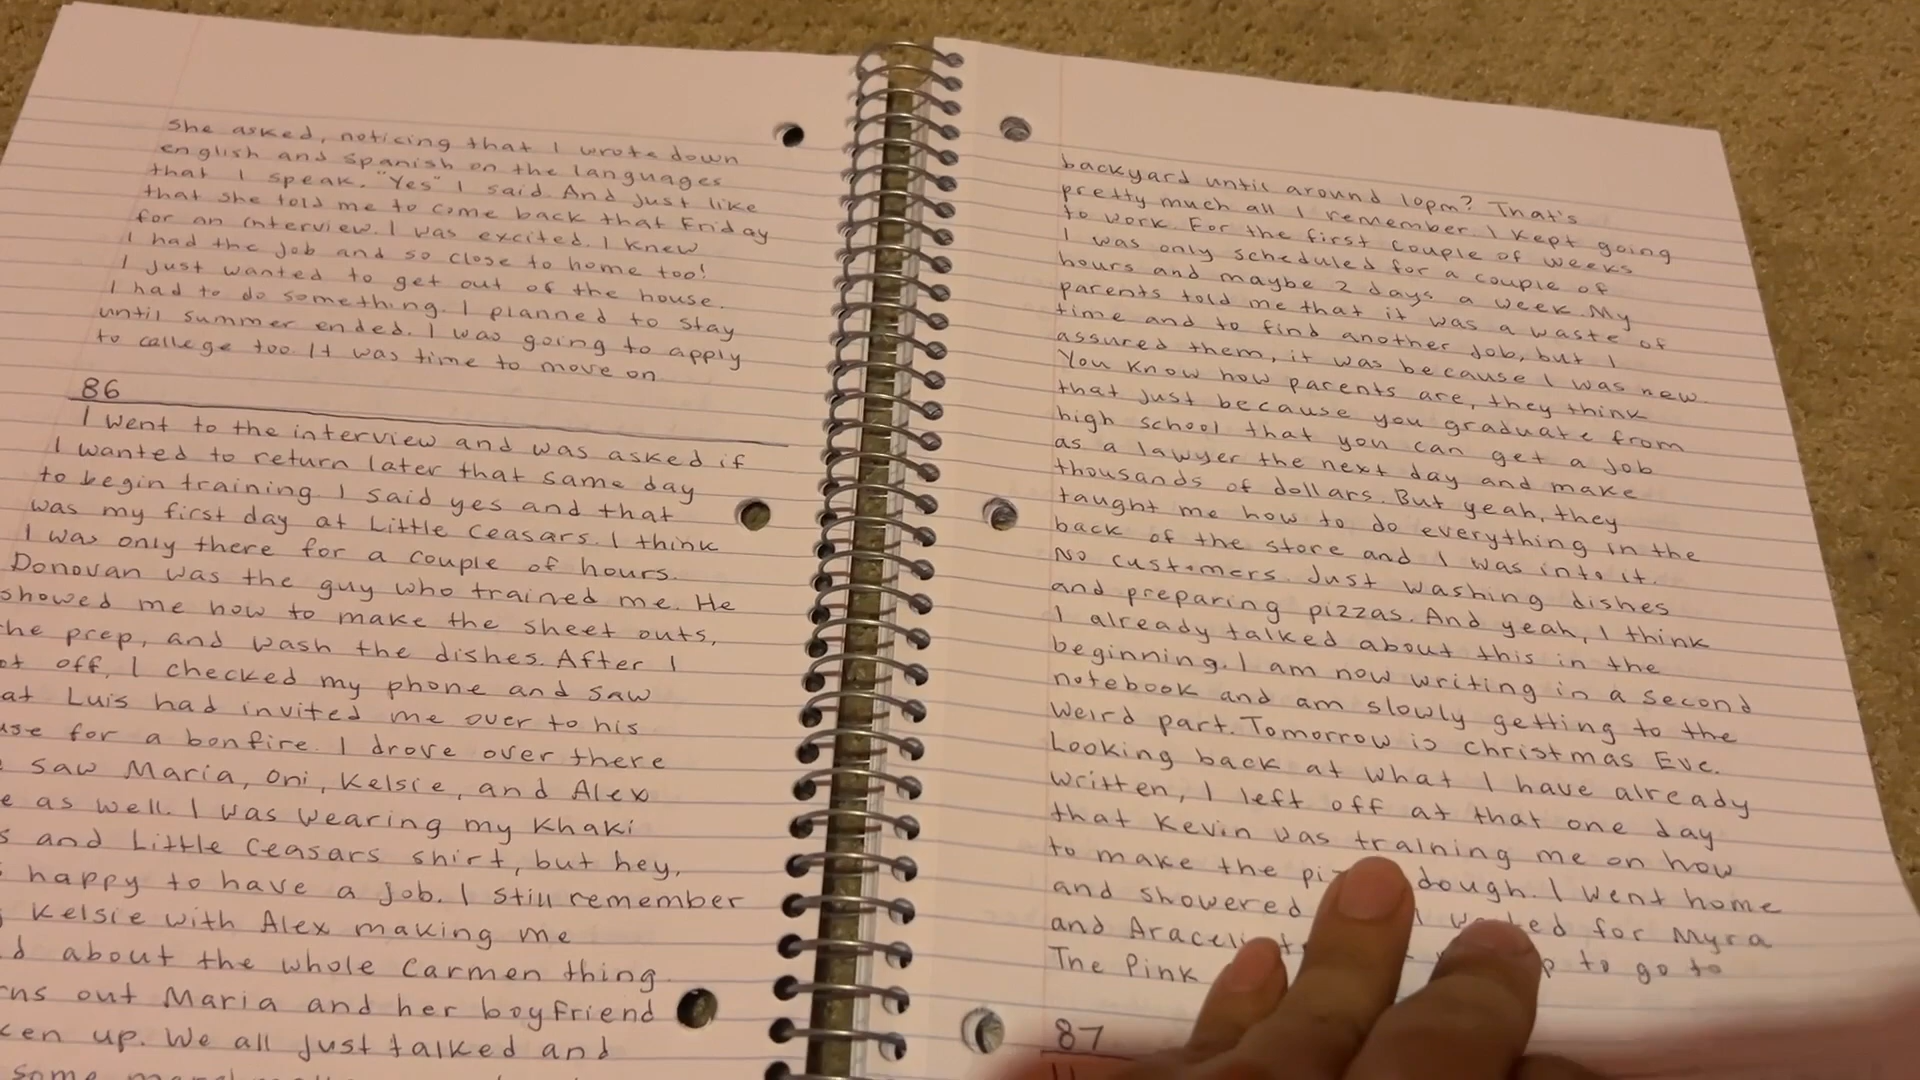 She asked, noticing that I wrote down
english and spanish on the languages
that I speak. "Yes" I said. And just like
that she told me to come back that Friday
for an interview. I was excited. I knew
I had the job and so close to home too!
I just wanted to get out of the house.
I had to do something. I planned to stay
until summer ended. I was going to apply
to college too. It was time to move on
86
I went to the interview and was asked if
I wanted to return later that same day
to begin training. I said yes and that
was my first day at Little Ceasars. I think
I was only there for a couple of hours.
Donovan was the guy who trained me. He
showed me how to make the sheet outs,
the prep, and wash the dishes. After I
off, I checked my phone and saw
at Luis had invited me over to his
use for a bonfire. I drove over there
saw Maria, Oni, Kelsie, and Alex
as well. I was wearing my Khaki
s and Little Ceasars shirt, but hey,
happy to have a job. I still remember
Kelsie with Alex making me
d about the whole Carmen thing
rns out Maria and her boyfriend
ken up. We all just talked and
some
backyard until around 10pm? That's
pretty much all I remember. I kept going
to work. For the first couple of weeks
I was only scheduled for a couple of
hours and maybe 2 days a week. My
parents told me that it was a waste of
time and to find another job, but I
assured them, it was because I was new.
You know how parents are, they think
that just because you graduate from
high school that you can get a job
as a lawyer the next day and make
thousands of dollars. But yeah, they
taught me how to do everything in the
back of the store and I was into it.
No customers. Just washing dishes
and preparing pizzas. And yeah, I think
I already talked about this in the
beginning. I am now writing in a second
notebook and am slowly getting to the
weird part. Tomorrow is Christmas Eve.
Looking back at what I have already
written, I left off at that one day
that Kevin was training me on how
to make the dough. I went home
and showered I for Myra
and to go to
The Pink
87